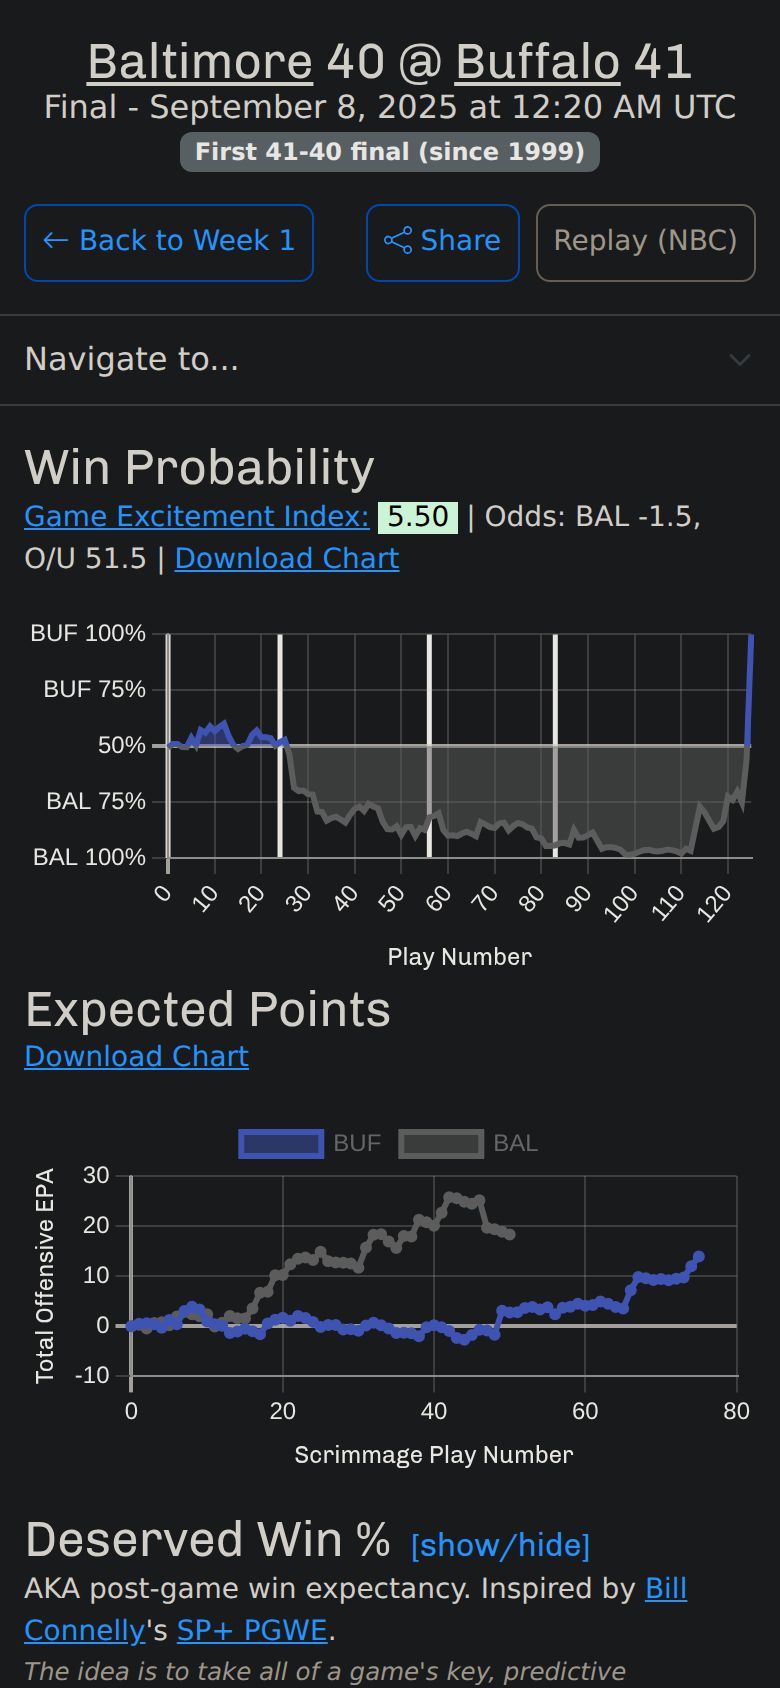 Baltimore 40 @ Buffalo 41
Final - September 8, 2025 at 12:20 AM UTC
First 41-40 final (since 1999)
← Back to Week 1
Share
Replay (NBC)
Navigate to...
Win Probability
Game Excitement Index: 5.50 | Odds: BAL -1.5,
O/U 51.5 | Download Chart
BUF 100%
BUF 75%
50%
BAL 75%
BAL 100%
0 10 20 30 40 50 60 70 80 90 100 110 120
Play Number
Expected Points
Download Chart
BUF BAL
Total Offensive EPA
30
20
10
0
-10
0 20 40 60 80
Scrimmage Play Number
Deserved Win % [show/hide]
AKA post-game win expectancy. Inspired by Bill
Connelly's SP+ PGWE.
The idea is to take all of a game's key, predictive